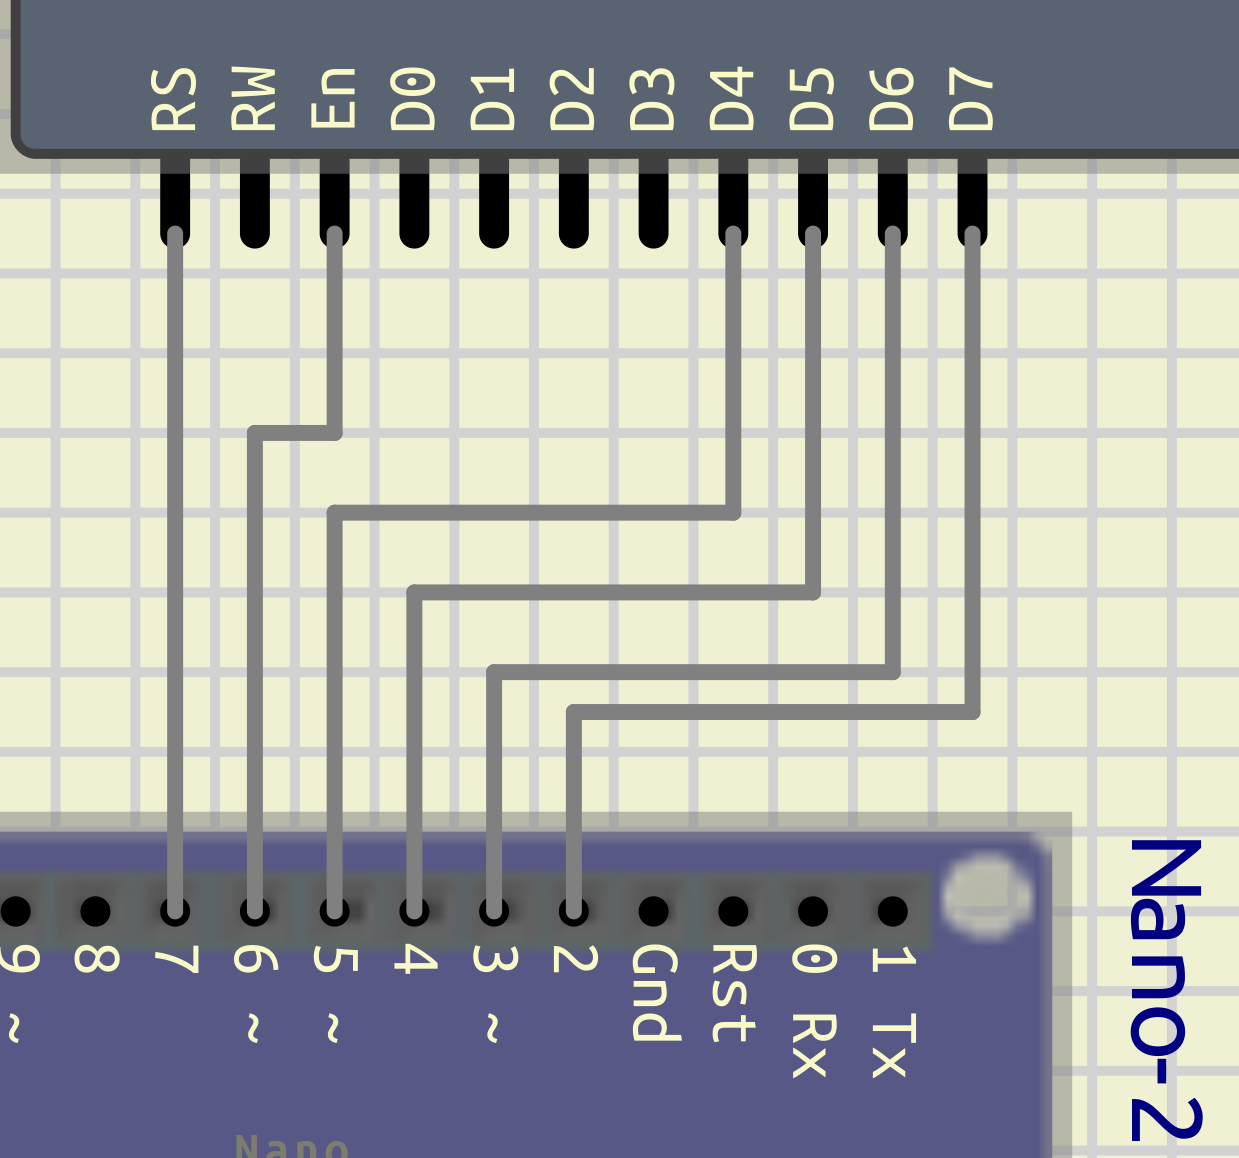 RS RW En D0 D1 D2 D3 D4 D5 D6 D7
9 ~
8
7
6 ~
5 ~
4
3 ~
2
Gnd
Rst
0 Rx
1 Tx
Nano-2
Nano